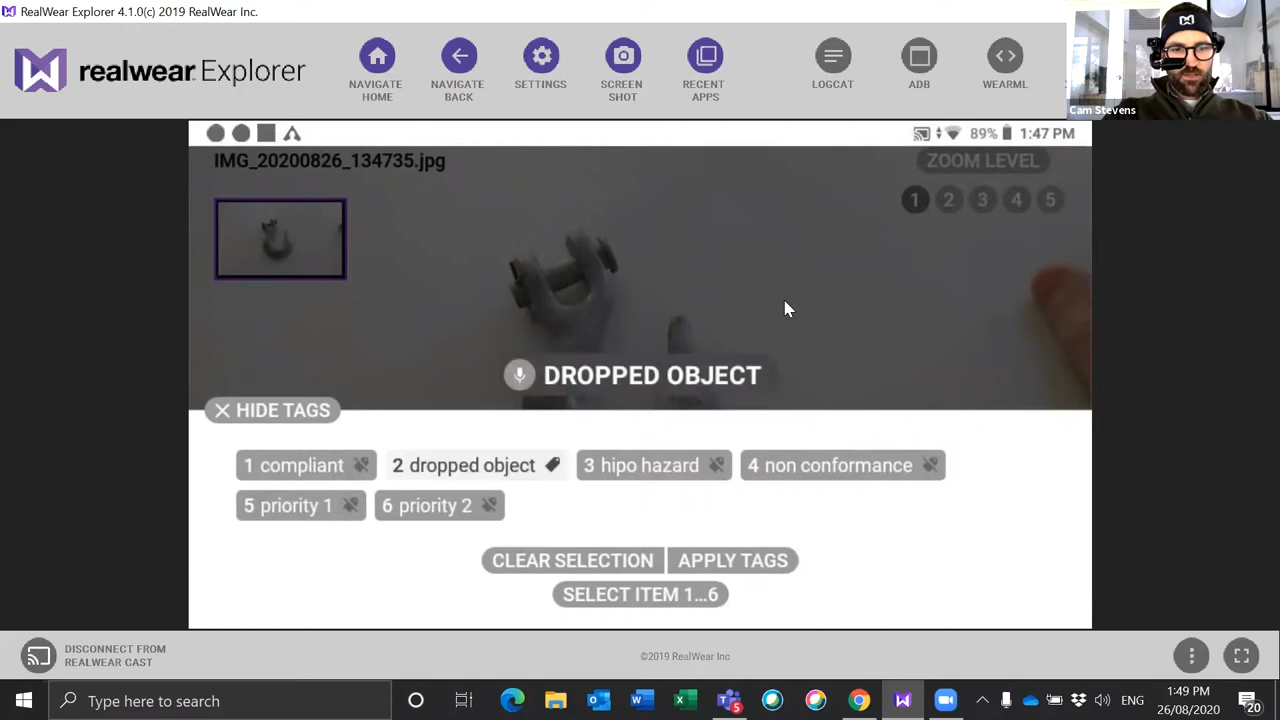 RealWear Explorer 4.1.0(c) 2019 RealWear Inc.
realwear Explorer
NAVIGATE HOME
NAVIGATE BACK
SETTINGS
SCREEN SHOT
RECENT APPS
LOGCAT
ADB
WEARML
Cam Stevens
89% 1:47 PM
IMG_20200826_134735.jpg
ZOOM LEVEL
1 2 3 4 5
DROPPED OBJECT
HIDE TAGS
1 compliant 2 dropped object 3 hipo hazard 4 non conformance
5 priority 1 6 priority 2
CLEAR SELECTION APPLY TAGS
SELECT ITEM 1...6
DISCONNECT FROM
REALWEAR CAST
©2019 RealWear Inc
Type here to search
5
ENG
1:49 PM
26/08/2020
20